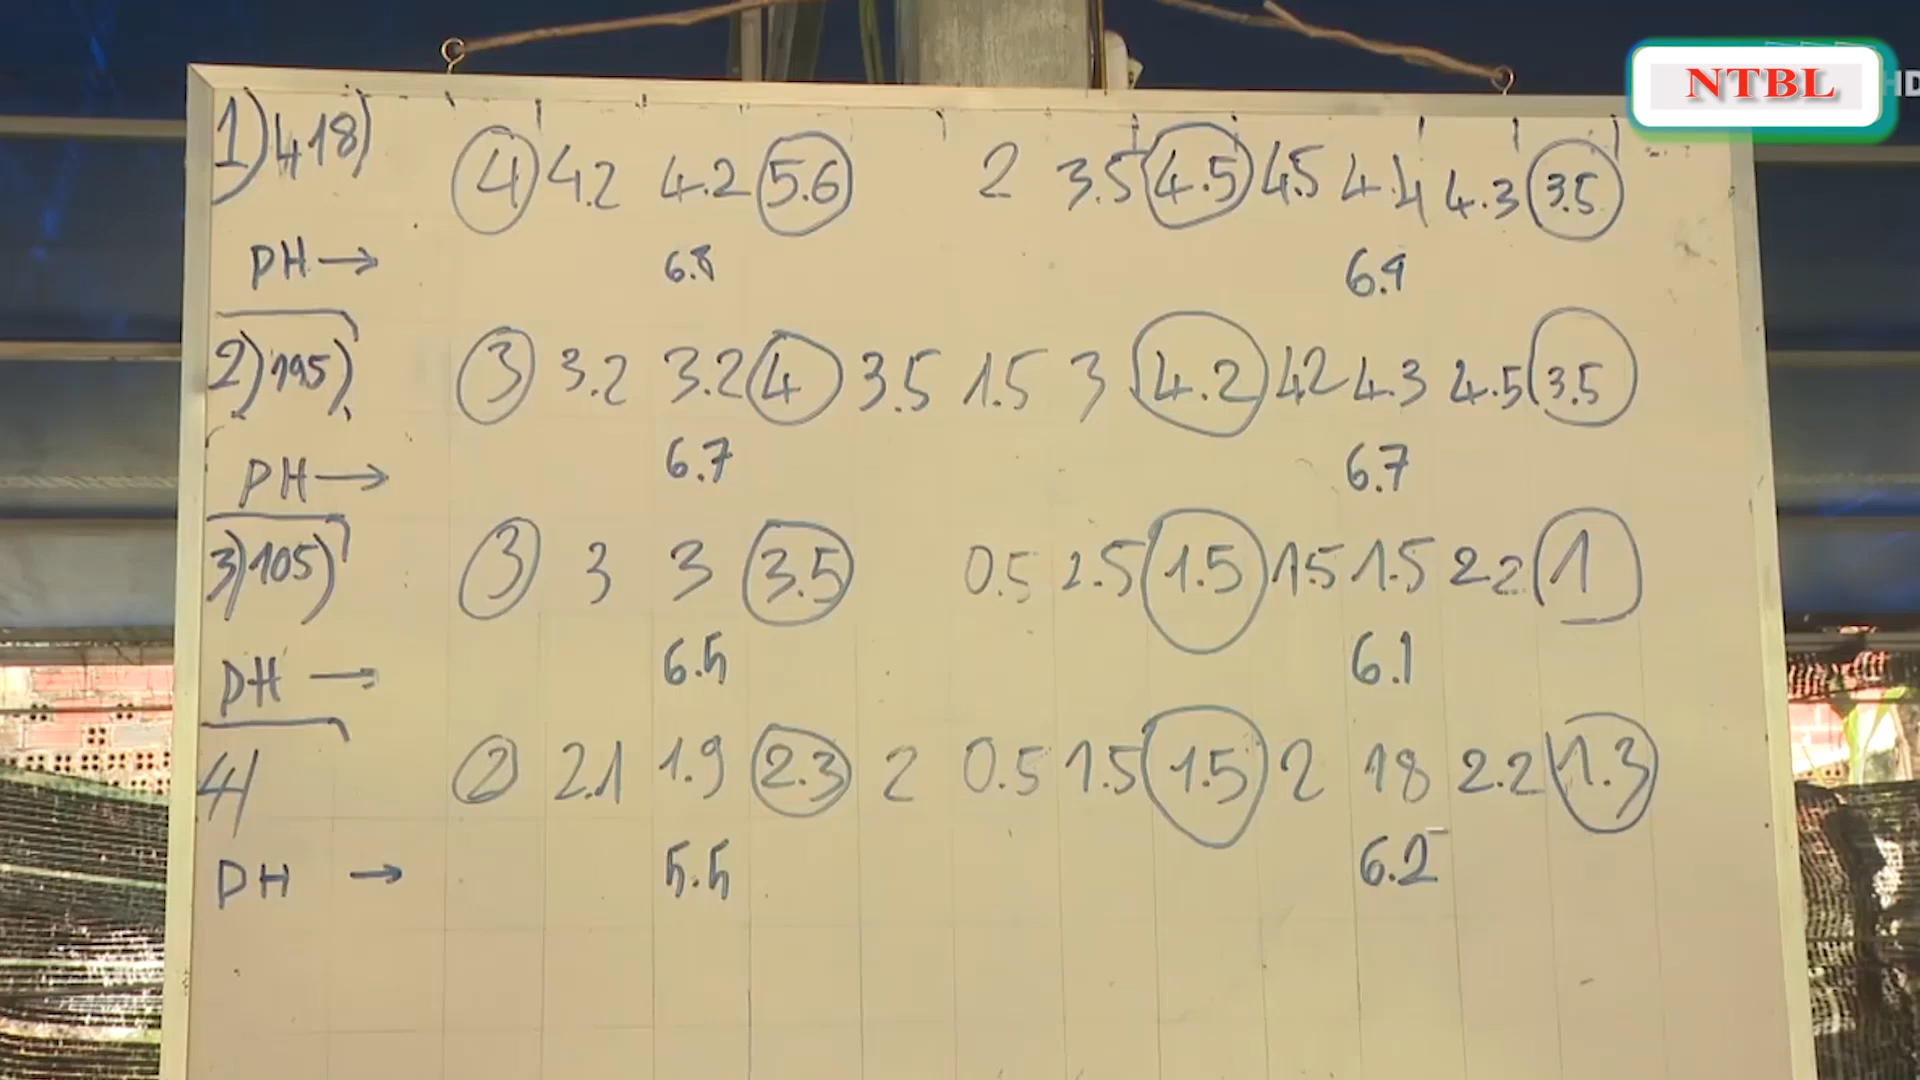 NTBL
HD
1) 418) 4 4.2 4.2 5.6 2 3.5 4.5 4.5 4.4 4.3 3.5
PH → 6.8 6.9
2) 195) 3 3.2 3.2 4 3.5 1.5 3 4.2 42 4.3 4.5 3.5
PH → 6.7 6.7
3) 105) 3 3 3 3.5 0.5 2.5 1.5 1.5 1.5 2.2 1
PH → 6.5 6.1
4) 2 2.1 1.9 2.3 2 0.5 1.5 1.5 2 18 2.2 1.3
PH → 5.5 6.2